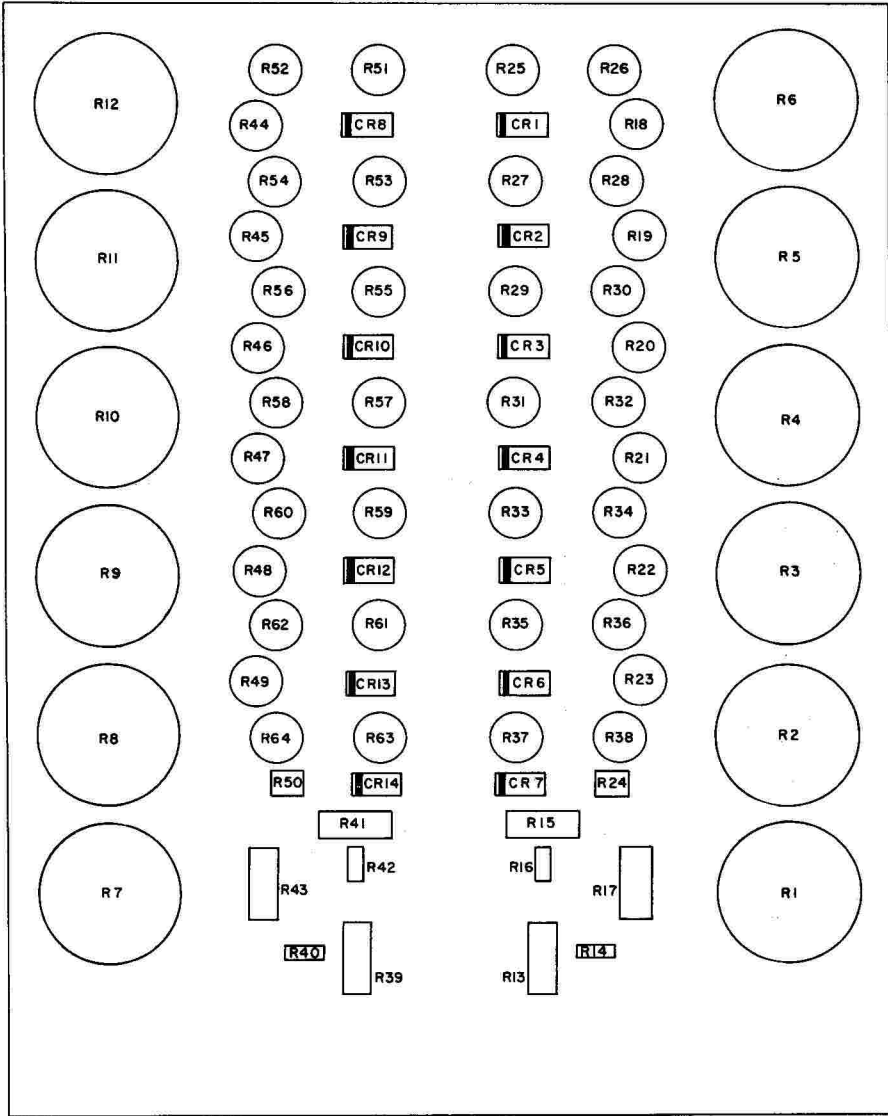 R52 R51 R25 R26
R12 R6
R44 CR8 CR1 R18
R54 R53 R27 R28
R45 CR9 CR2 R19
R11 R5
R56 R55 R29 R30
R46 CR10 CR3 R20
R58 R57 R31 R32
R10 R4
R47 CR11 CR4 R21
R60 R59 R33 R34
R9 R48 CR12 CR5 R22 R3
R62 R61 R35 R36
R49 CR13 CR6 R23
R8 R64 R63 R37 R38 R2
R50 CR14 CR7 R24
R41 R15
R42 R16
R7 R43 R17 R1
R40 R14
R39 R13